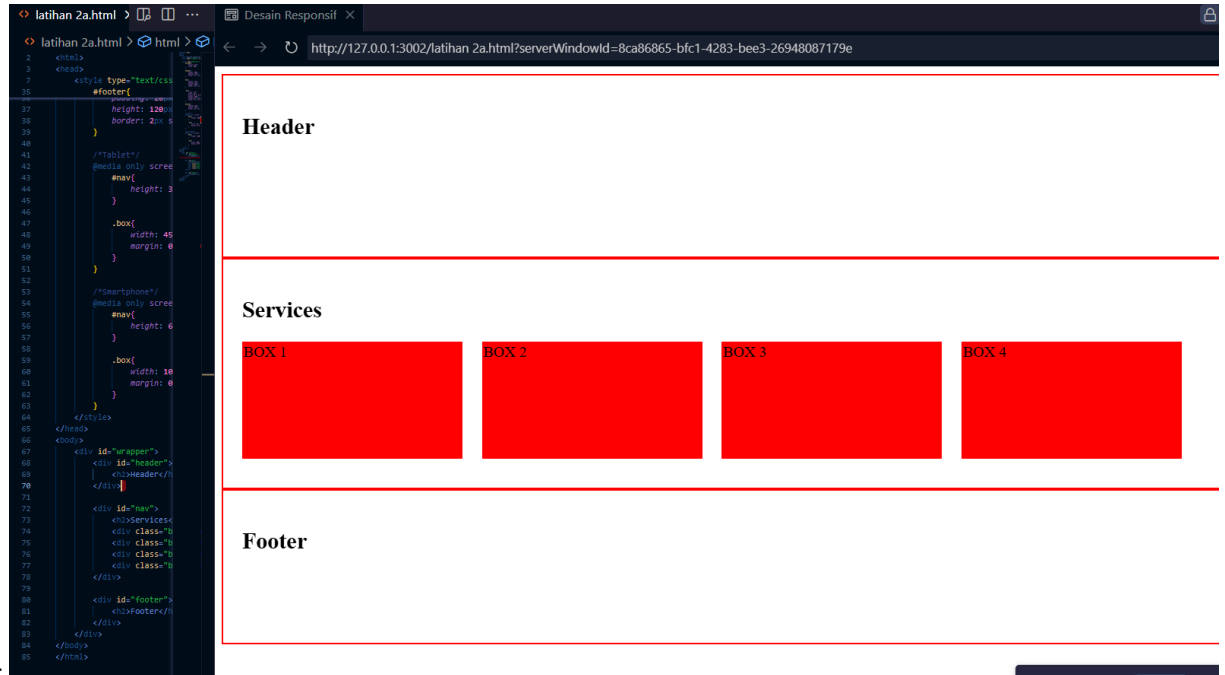 latihan 2a.html
Desain Responsif
latihan 2a.html > html >
http://127.0.0.1:3002/latihan 2a.html?serverWindowId=8ca86865-bfc1-4283-bee3-26948087179e
2 <html>
3 <head>
7 <style type="text/css
35 #footer{
37 height: 120px
38 border: 2px s
39 }
40
41 /*Tablet*/
42 @media only scree
43 #nav{
44 height: 3
45 }
46
47 .box{
48 width: 45
49 margin: 0
50 }
51 }
52
53 /*Smartphone*/
54 @media only scree
55 #nav{
56 height: 6
57 }
58
59 .box{
60 width: 10
61 margin: 0
62 }
63 }
64 </style>
65 </head>
66 <body>
67 <div id="wrapper">
68 <div id="header">
69 <h2>Header</h
70 </div>
71
72 <div id="nav">
73 <h2>Services<
74 <div class="b
75 <div class="b
76 <div class="b
77 <div class="b
78 </div>
79
80 <div id="footer">
81 <h2>Footer</h
82 </div>
83 </div>
84 </body>
85 </html>
Header
Services
BOX 1 BOX 2 BOX 3 BOX 4
Footer